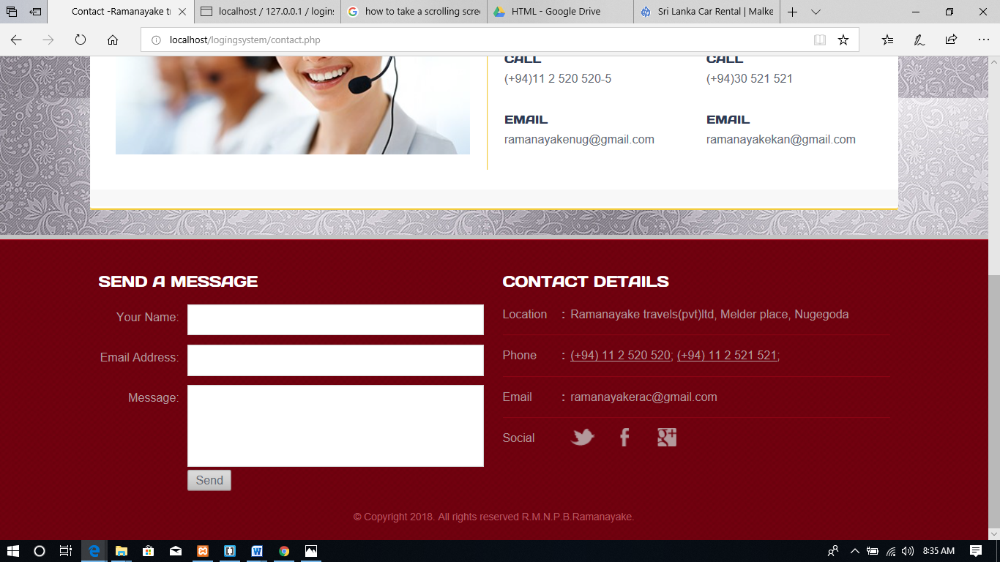 Contact -Ramanayake tr
localhost / 127.0.0.1 / logins
how to take a scrolling scree
HTML - Google Drive
Sri Lanka Car Rental | Malke
localhost/logingsystem/contact.php
CALL
(+94)11 2 520 520-5
CALL
(+94)30 521 521
EMAIL
ramanayakenug@gmail.com
EMAIL
ramanayakekan@gmail.com
SEND A MESSAGE
Your Name:
Email Address:
Message:
Send
CONTACT DETAILS
Location : Ramanayake travels(pvt)ltd, Melder place, Nugegoda
Phone : (+94) 11 2 520 520; (+94) 11 2 521 521;
Email : ramanayakerac@gmail.com
Social
© Copyright 2018. All rights reserved R.M.N.P.B.Ramanayake.
8:35 AM